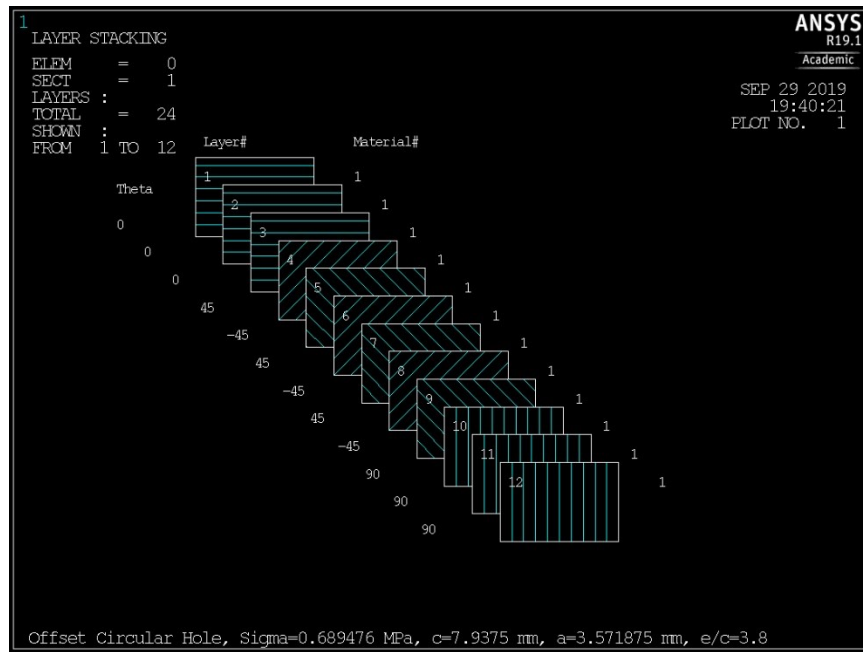 1
LAYER STACKING
ELEM = 0
SECT = 1
LAYERS :
TOTAL = 24
SHOWN :
FROM 1 TO 12
ANSYS
R19.1
Academic
SEP 29 2019
19:40:21
PLOT NO. 1
Layer# Material#
Theta
1 1
2 1
0 3 1
0 4 1
0 5 1
45 6 1
-45 7 1
45 8 1
-45 9 1
45 10 1
-45 11 1
90 12 1
90
90
Offset Circular Hole, Sigma=0.689476 MPa, c=7.9375 mm, a=3.571875 mm, e/c=3.8